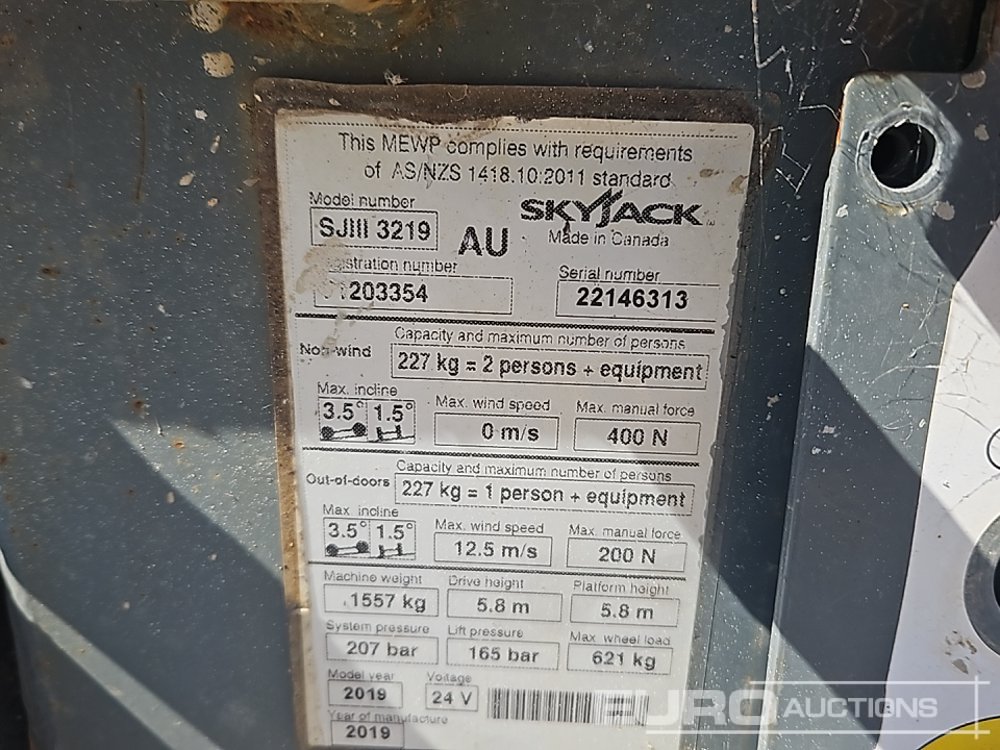 This MEWP complies with requirements
of AS/NZS 1418.10:2011 standard
Model number
SJIII 3219
AU
SKYJACK
Made in Canada
number
203354
Serial number
22146313
Non-wind
Capacity and maximum number of persons
227 kg = 2 persons + equipment
Max. incline
3.5° 1.5°
Max. wind speed
0 m/s
Max. manual force
400 N
Out-of-doors
Capacity and maximum number of persons
227 kg = 1 person + equipment
Max. incline
3.5° 1.5°
Max. wind speed
12.5 m/s
Max. manual force
200 N
Machine weight
1557 kg
Drive height
5.8 m
Platform height
5.8 m
System pressure
207 bar
Lift pressure
165 bar
Max. wheel load
621 kg
Model year
2019
Voltage
24 V
Year of manufacture
2019
EURO AUCTIONS